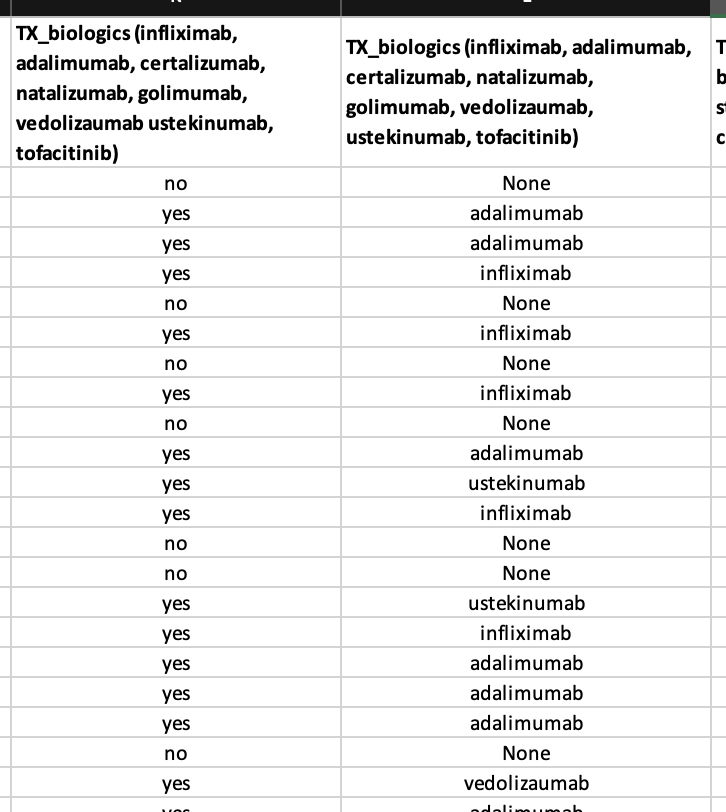 TX_biologics (infliximab,
adalimumab, certalizumab,
natalizumab, golimumab,
vedolizaumab ustekinumab,
tofacitinib)
TX_biologics (infliximab, adalimumab,
certalizumab, natalizumab,
golimumab, vedolizaumab,
ustekinumab, tofacitinib)
no None
yes adalimumab
yes adalimumab
yes infliximab
no None
yes infliximab
no None
yes infliximab
no None
yes adalimumab
yes ustekinumab
yes infliximab
no None
no None
yes ustekinumab
yes infliximab
yes adalimumab
yes adalimumab
yes adalimumab
no None
yes vedolizaumab
yes adalimumab